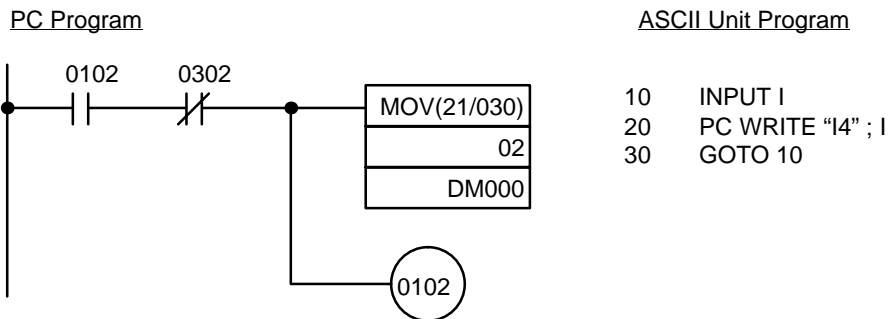 PC Program
ASCII Unit Program
0102 0302
MOV(21/030)
02
DM000
0102
10 INPUT I
20 PC WRITE “I4” ; I
30 GOTO 10